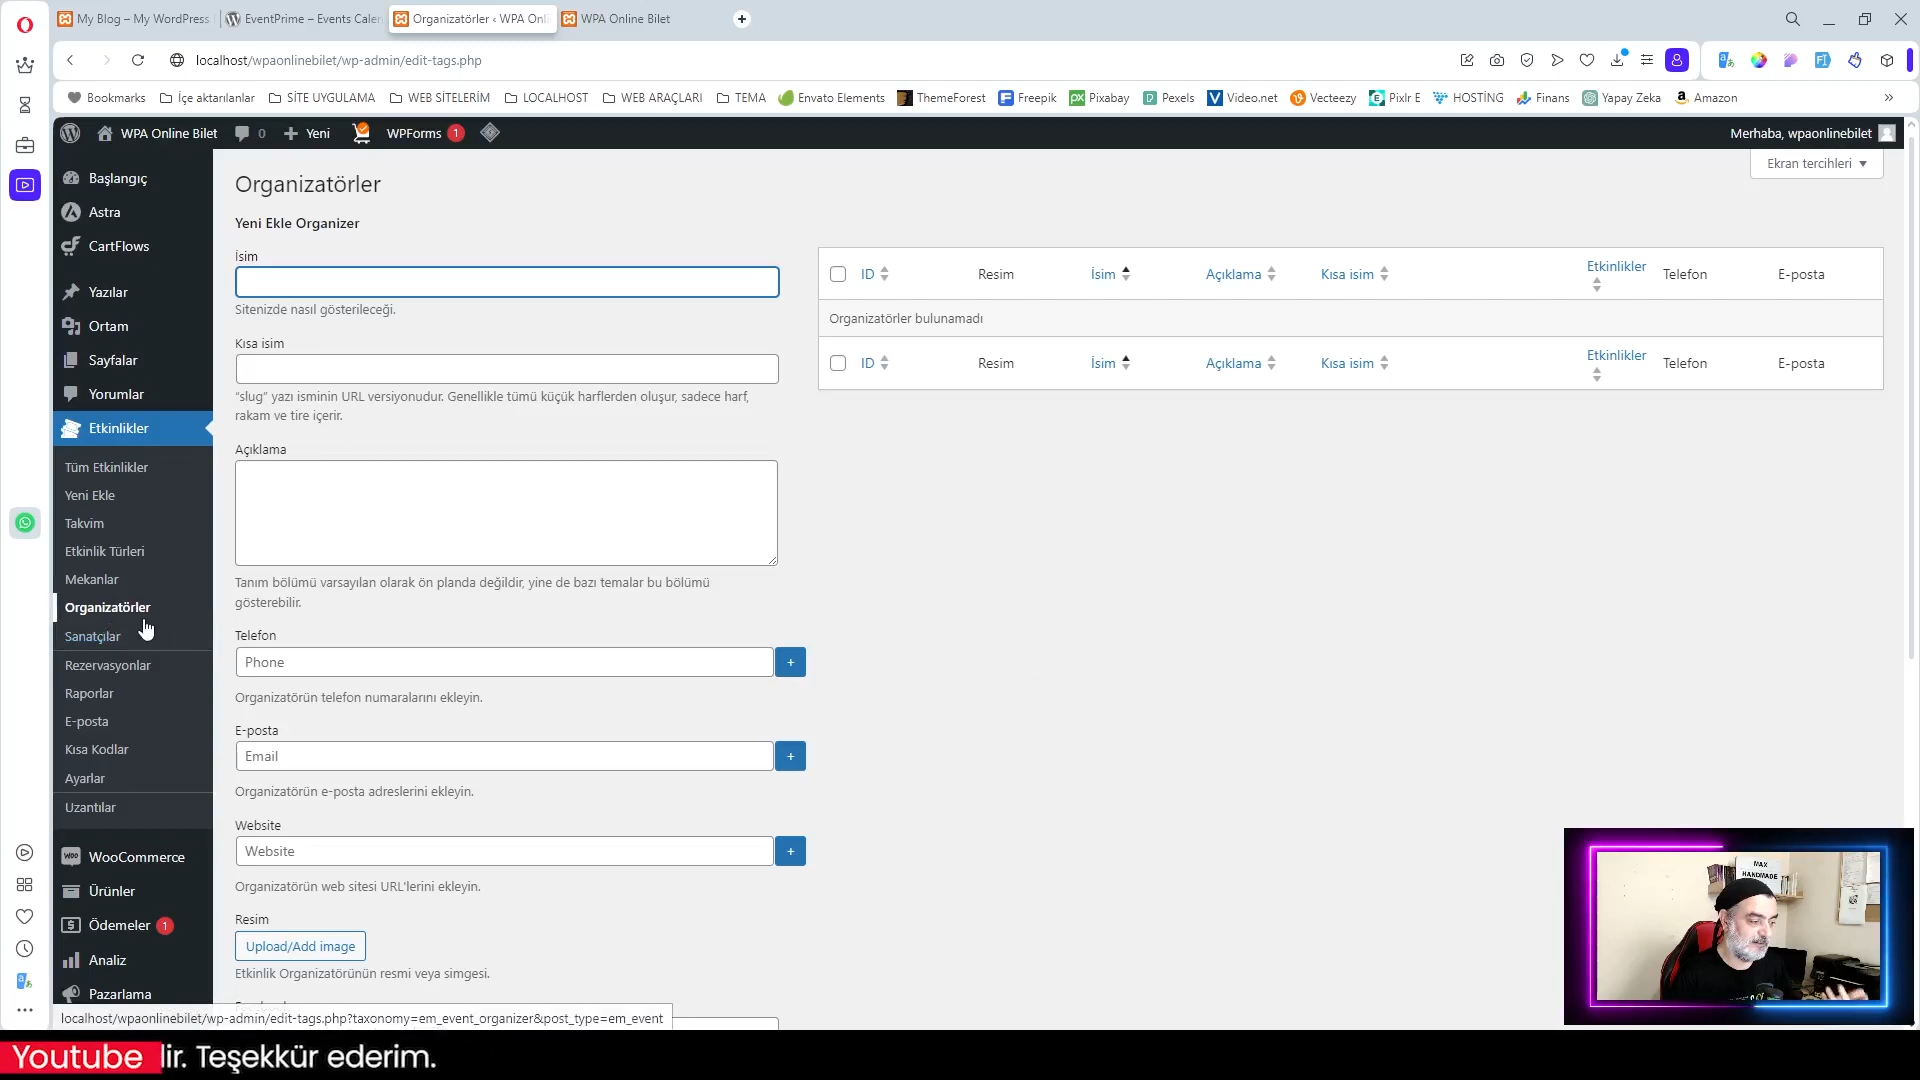 My Blog – My WordPress
EventPrime – Events Calen
Organizatörler ‹ WPA Onli
WPA Online Bilet
localhost/wpaonlinebilet/wp-admin/edit-tags.php
Bookmarks
İçe aktarılanlar
SİTE UYGULAMA
WEB SİTELERİM
LOCALHOST
WEB ARAÇLARI
TEMA
Envato Elements
ThemeForest
Freepik
Pixabay
Pexels
Video.net
Vecteezy
Pixlr E
HOSTİNG
Finans
Yapay Zeka
Amazon
WPA Online Bilet
0
Yeni
WPForms 1
Merhaba, wpaonlinebilet
Ekran tercihleri
Başlangıç
Astra
CartFlows
Yazılar
Ortam
Sayfalar
Yorumlar
Etkinlikler
Tüm Etkinlikler
Yeni Ekle
Takvim
Etkinlik Türleri
Mekanlar
Organizatörler
Sanatçılar
Rezervasyonlar
Raporlar
E-posta
Kısa Kodlar
Ayarlar
Uzantılar
WooCommerce
Ürünler
Ödemeler 1
Analiz
Pazarlama
Organizatörler
Yeni Ekle Organizer
İsim
Sitenizde nasıl gösterileceği.
Kısa isim
“slug” yazı isminin URL versiyonudur. Genellikle tümü küçük harflerden oluşur, sadece harf,
rakam ve tire içerir.
Açıklama
Tanım bölümü varsayılan olarak ön planda değildir, yine de bazı temalar bu bölümü
gösterebilir.
Telefon
Phone
+
Organizatörün telefon numaralarını ekleyin.
E-posta
Email
+
Organizatörün e-posta adreslerini ekleyin.
Website
Website
+
Organizatörün web sitesi URL'lerini ekleyin.
Resim
Upload/Add image
Etkinlik Organizatörünün resmi veya simgesi.
ID Resim İsim Açıklama Kısa isim Etkinlikler Telefon E-posta
Organizatörler bulunamadı
ID Resim İsim Açıklama Kısa isim Etkinlikler Telefon E-posta
MAX
HANDMADE
localhost/wpaonlinebilet/wp-admin/edit-tags.php?taxonomy=em_event_organizer&post_type=em_event
Youtube lir. Teşekkür ederim.